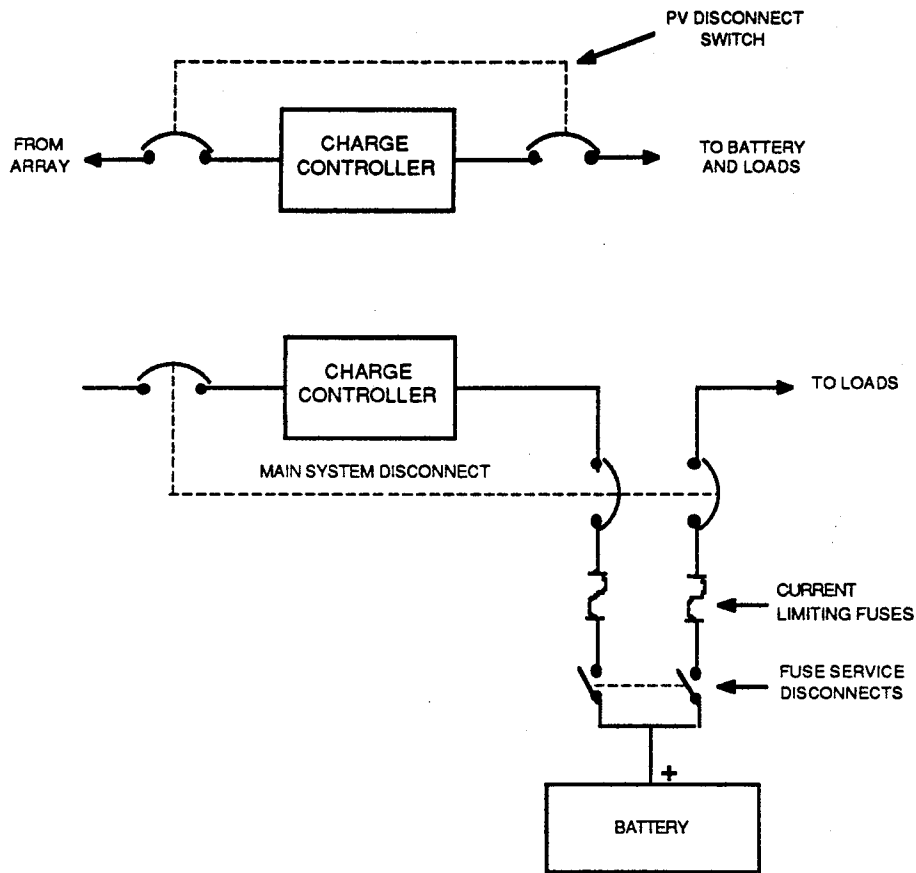 PV DISCONNECT
SWITCH
FROM
ARRAY
CHARGE
CONTROLLER
TO BATTERY
AND LOADS
CHARGE
CONTROLLER
TO LOADS
MAIN SYSTEM DISCONNECT
CURRENT
LIMITING FUSES
FUSE SERVICE
DISCONNECTS
+
BATTERY